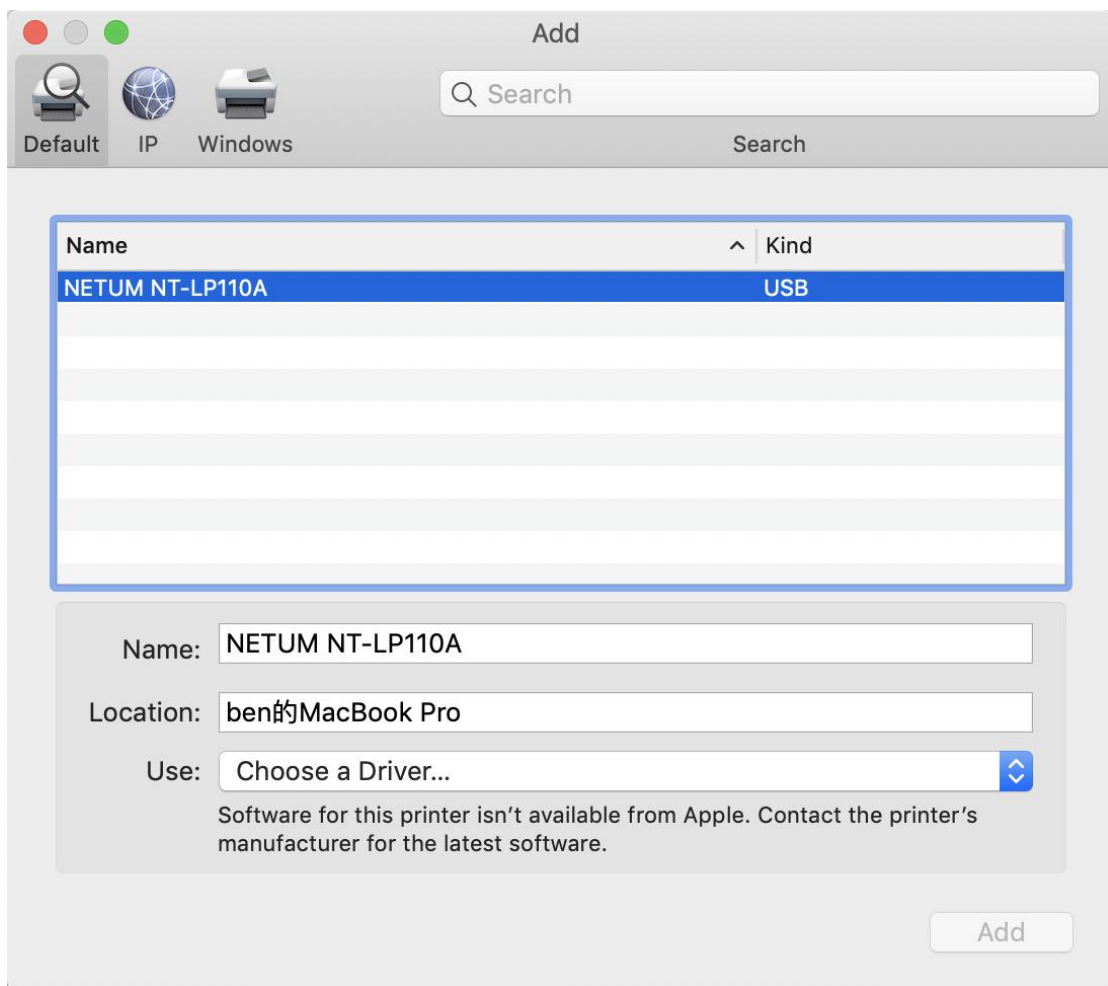 Add
Search
Default IP Windows
Search
Name Kind
NETUM NT-LP110A USB
Name: NETUM NT-LP110A
Location: ben的MacBook Pro
Use: Choose a Driver...
Software for this printer isn't available from Apple. Contact the printer's
manufacturer for the latest software.
Add